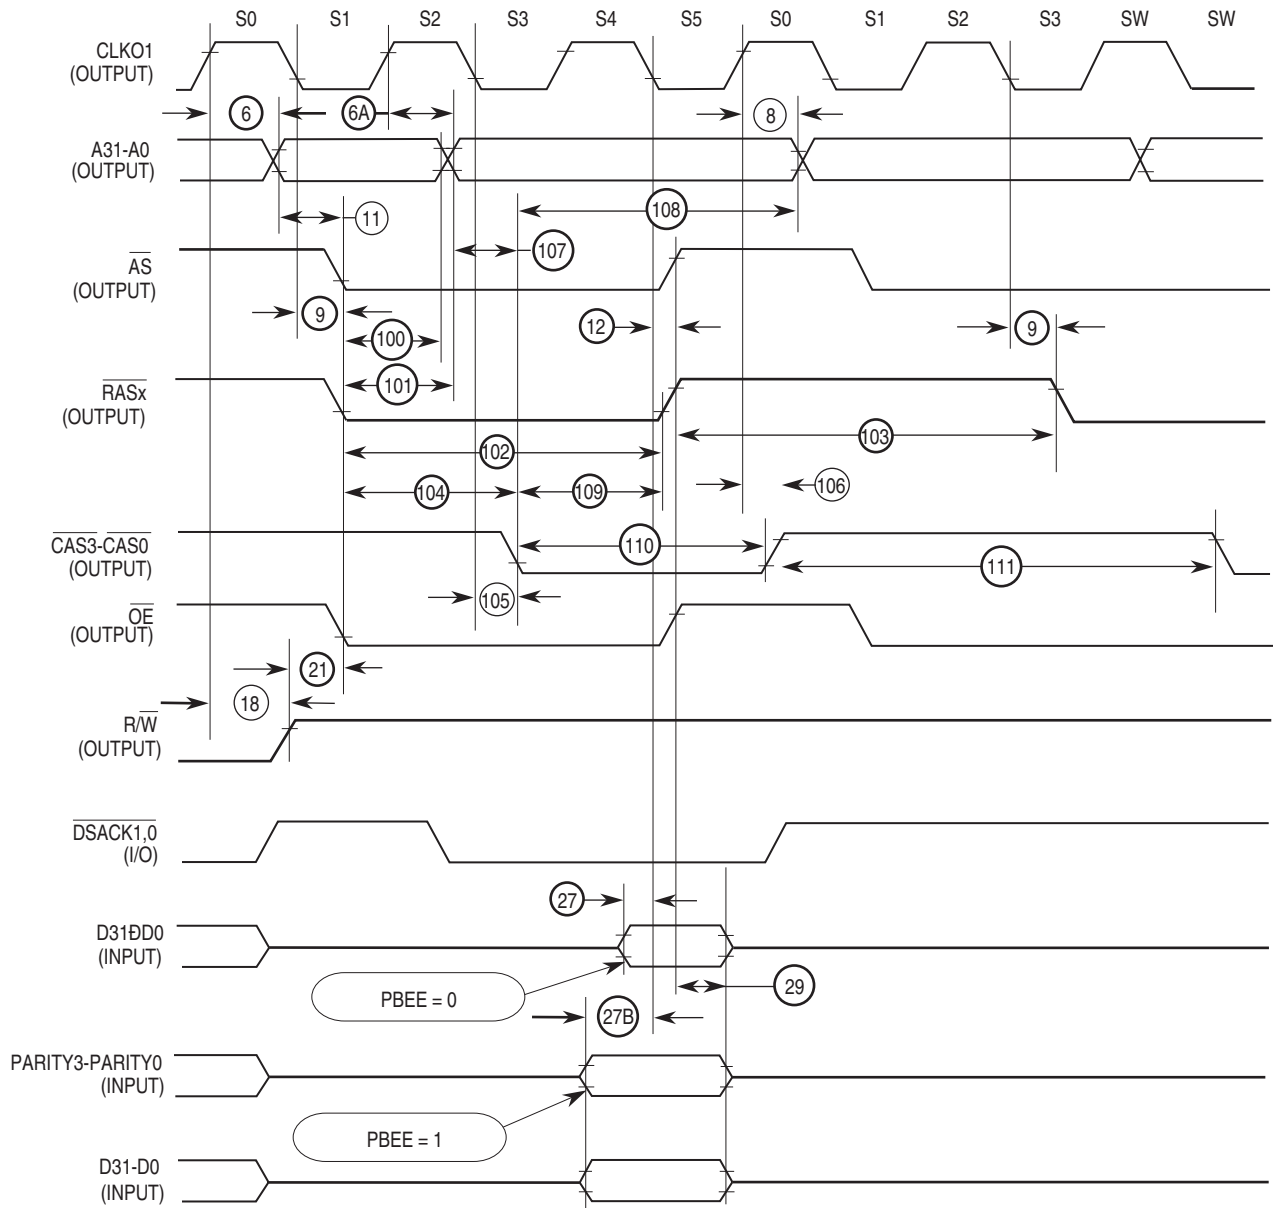 S0 S1 S2 S3 S4 S5 S0 S1 S2 S3 SW SW
CLKO1
(OUTPUT)
6 6A 8
A31-A0
(OUTPUT)
11 108
107
AS
(OUTPUT)
9 12 9
100
101
RASx
(OUTPUT)
102 103
104 109 106
CAS3-CAS0
(OUTPUT)
110 111
105
OE
(OUTPUT)
21
18
R/W
(OUTPUT)
DSACK1,0
(I/O)
27
D31ÐD0
(INPUT)
PBEE = 0
29
27B
PARITY3-PARITY0
(INPUT)
PBEE = 1
D31-D0
(INPUT)